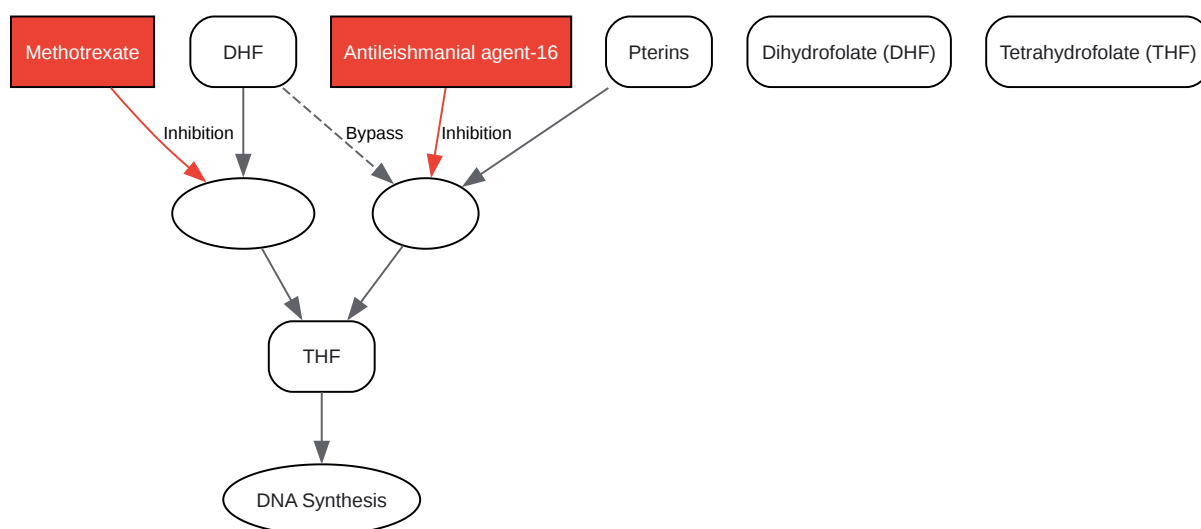 Methotrexate
DHF
Antileishmanial agent-16
Pterins
Dihydrofolate (DHF)
Tetrahydrofolate (THF)
Inhibition
Bypass
Inhibition
THF
DNA Synthesis